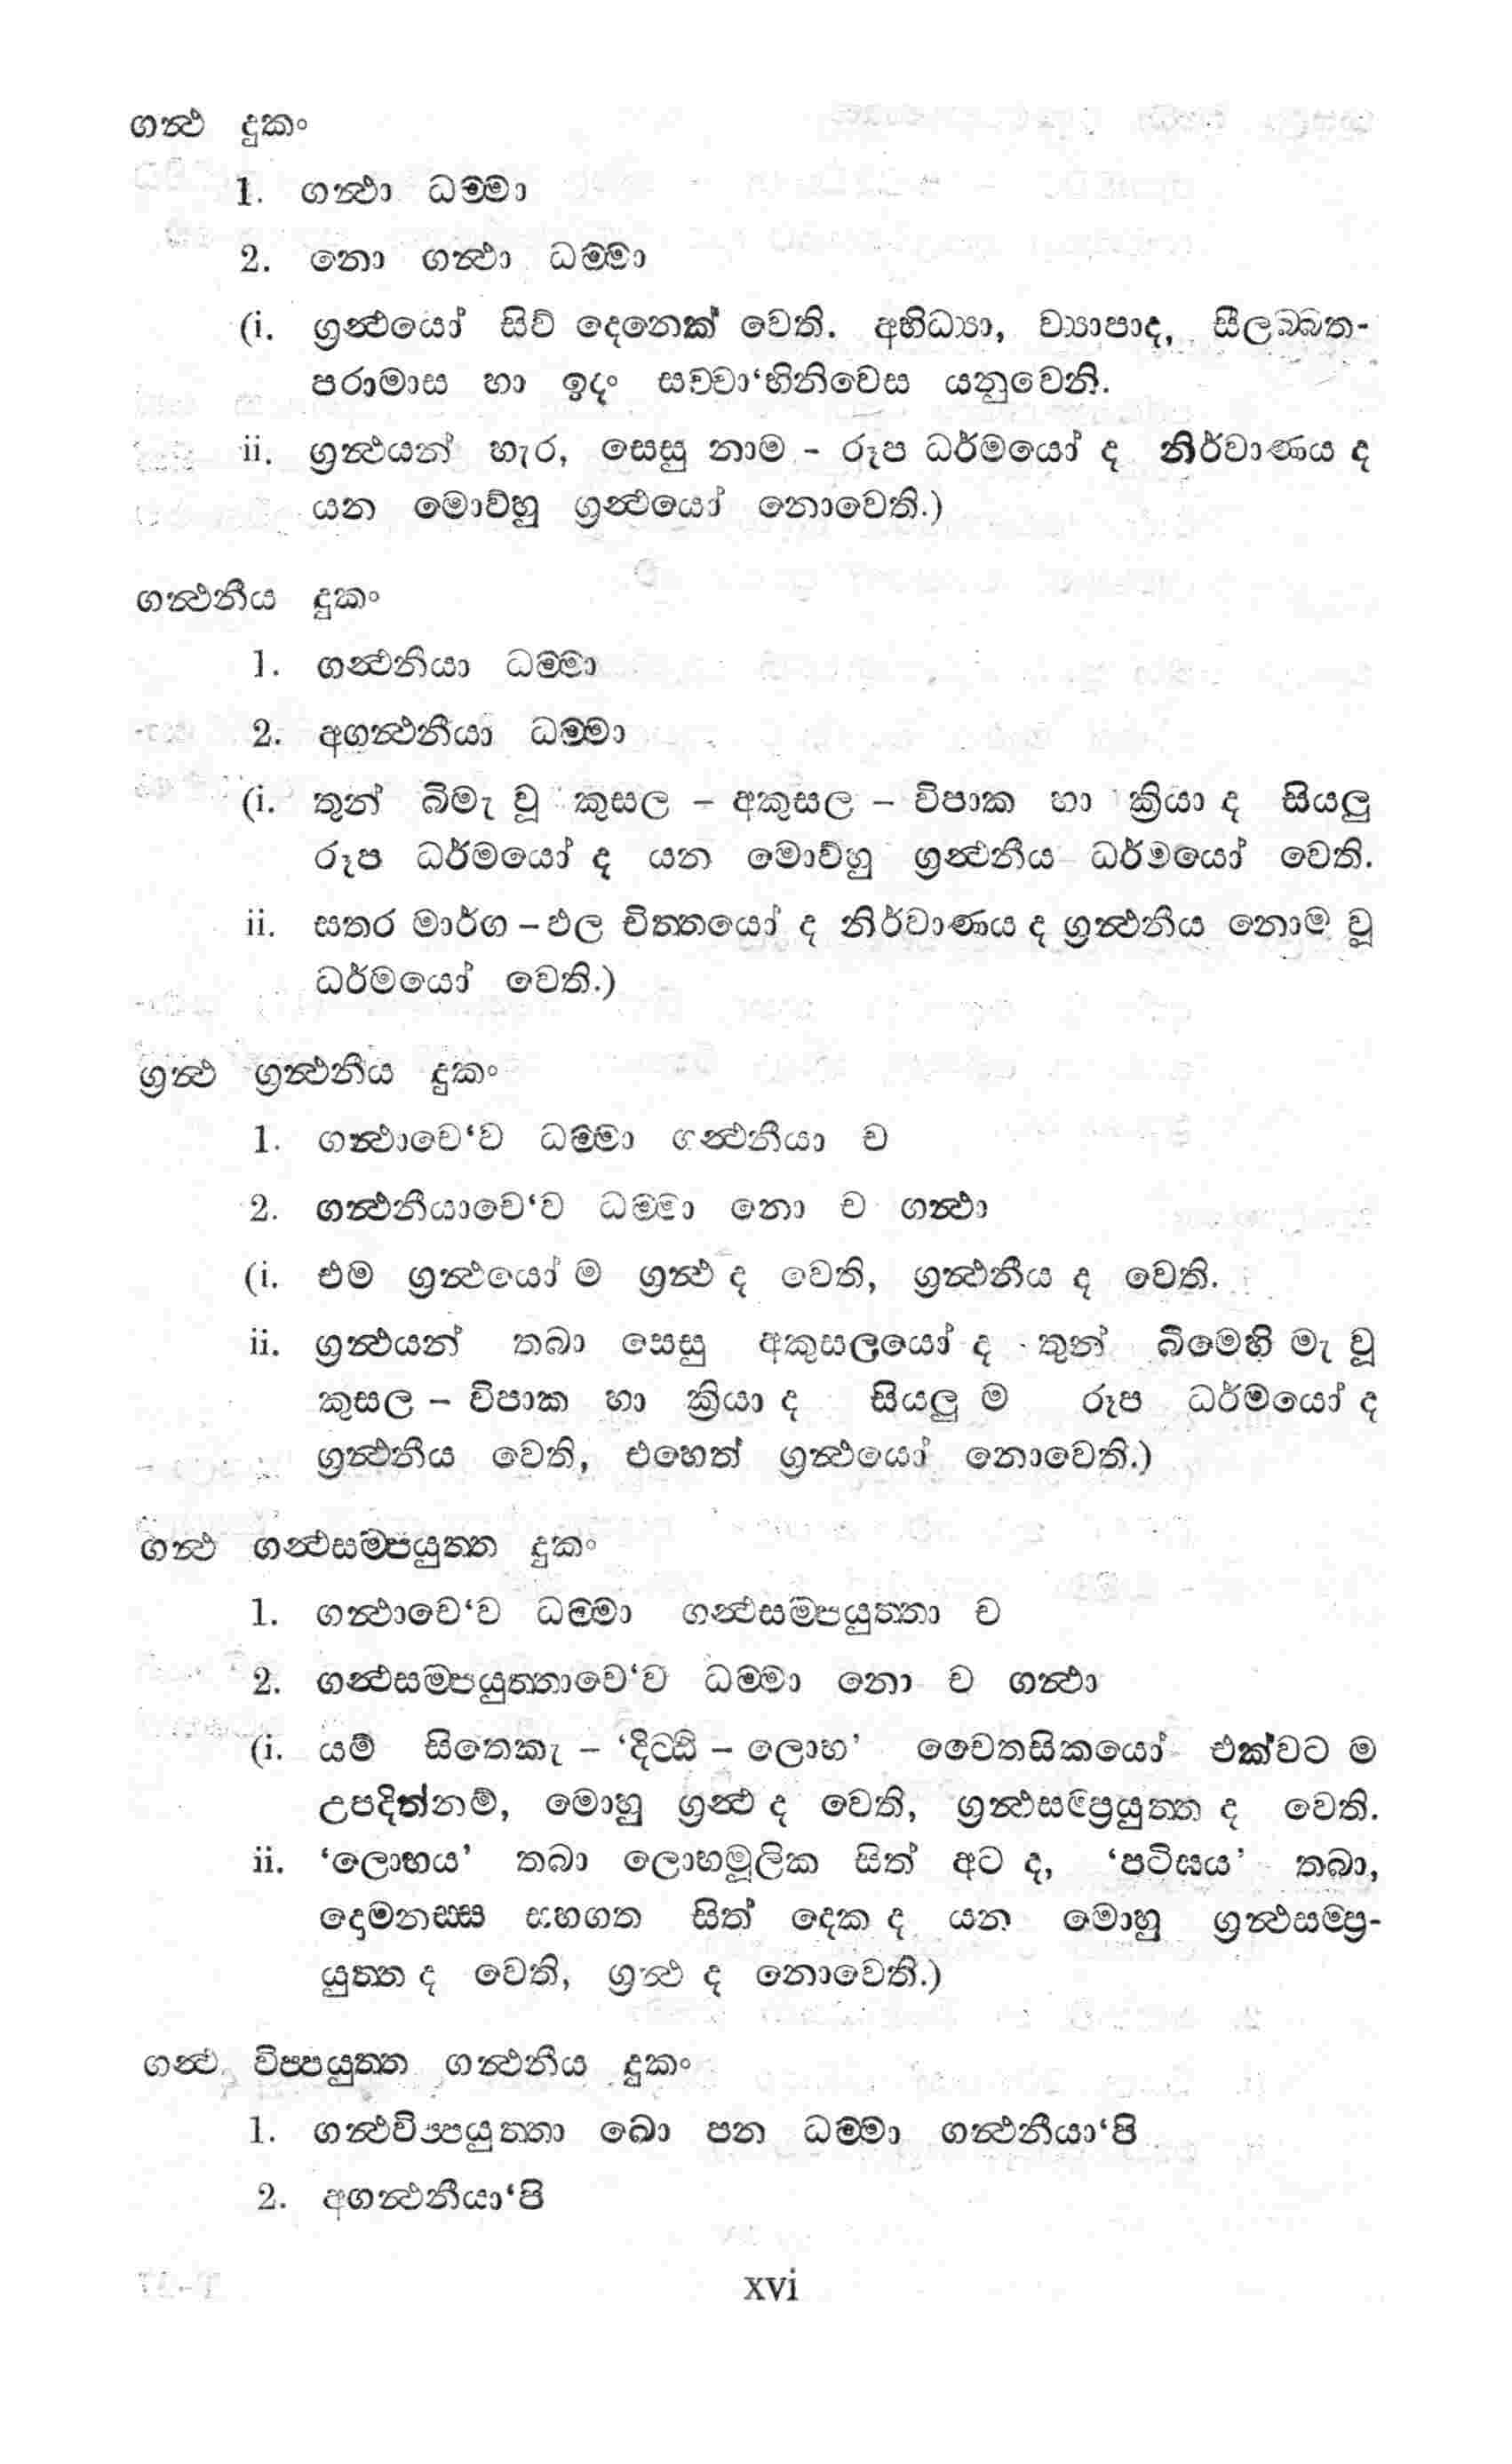 ගන්‍ථ දුකං
1. ගන්‍ථා ධම්මා
2. නො ගන්‍ථා ධම්මා
(i. ග්‍රන්‍ථයෝ සිව් දෙනෙක් වෙති. අභිධ්‍යා, ව්‍යාපාද, සීලබ්බත-
පරාමාස හා ඉදං සච්චා‘භිනිවෙස යනුවෙනි.
ii. ග්‍රන්‍ථයන් හැර, සෙසු නාම - රූප ධර්මයෝ ද නිර්වාණය ද
යන මොව්හු ග්‍රන්‍ථයෝ නොවෙති.)
ගන්‍ථනීය දුකං
1. ගන්‍ථනියා ධම්මා
2. අගන්‍ථනීයා ධම්මා
(i. තුන් බිමැ වූ කුසල - අකුසල - විපාක හා ක්‍රියා ද සියලු
රූප ධර්මයෝ ද යන මොව්හු ග්‍රන්‍ථනීය ධර්මයෝ වෙති.
ii. සතර මාර්ග - ඵල චිත්තයෝ ද නිර්වාණය ද ග්‍රන්‍ථනීය නොම වූ
ධර්මයෝ වෙති.)
ග්‍රන්‍ථ ග්‍රන්‍ථනීය දුකං
1. ගන්‍ථාචෙ‘ව ධම්මා ගන්‍ථනීයා ච
2. ගන්‍ථනීයාචෙ‘ව ධම්මා නො ච ගන්‍ථා
(i. එම ග්‍රන්‍ථයෝ ම ග්‍රන්‍ථ ද වෙති, ග්‍රන්‍ථනීය ද වෙති.
ii. ග්‍රන්‍ථයන් තබා සෙසු අකුසලයෝ ද තුන් බිමෙහි මැ වූ
කුසල - විපාක හා ක්‍රියා ද සියලු ම රූප ධර්මයෝ ද
ග්‍රන්‍ථනීය වෙති, එහෙත් ග්‍රන්‍ථයෝ නොවෙති.)
ගන්‍ථ ගන්‍ථසම්පයුත්ත දුකං
1. ගන්‍ථාචෙ‘ව ධම්මා ගන්‍ථසම්පයුත්තා ච
2. ගන්‍ථසම්පයුත්තාචෙ‘ව ධම්මා නො ච ගන්‍ථා
(i. යම් සිතෙකැ - ‘දිට්ඨි - ලොභ’ චෛතසිකයෝ එක්වට ම
උපදිත්නම්, මොහු ග්‍රන්‍ථ ද වෙති, ග්‍රන්‍ථසම්ප්‍රයුත්ත ද වෙති.
ii. ‘ලොභය’ තබා ලොභමූලික සිත් අට ද, ‘පටිඝය’ තබා,
දොමනස්ස සහගත සිත් දෙක ද යන මොහු ග්‍රන්‍ථසම්ප්‍ර-
යුත්ත ද වෙති, ග්‍රන්‍ථ ද නොවෙති.)
ගන්‍ථ විප්පයුත්ත ගන්‍ථනීය දුකං
1. ගන්‍ථවිප්පයුත්තා ඛො පන ධම්මා ගන්‍ථනීයා‘පි
2. අගන්‍ථනීයා‘පි
xvi